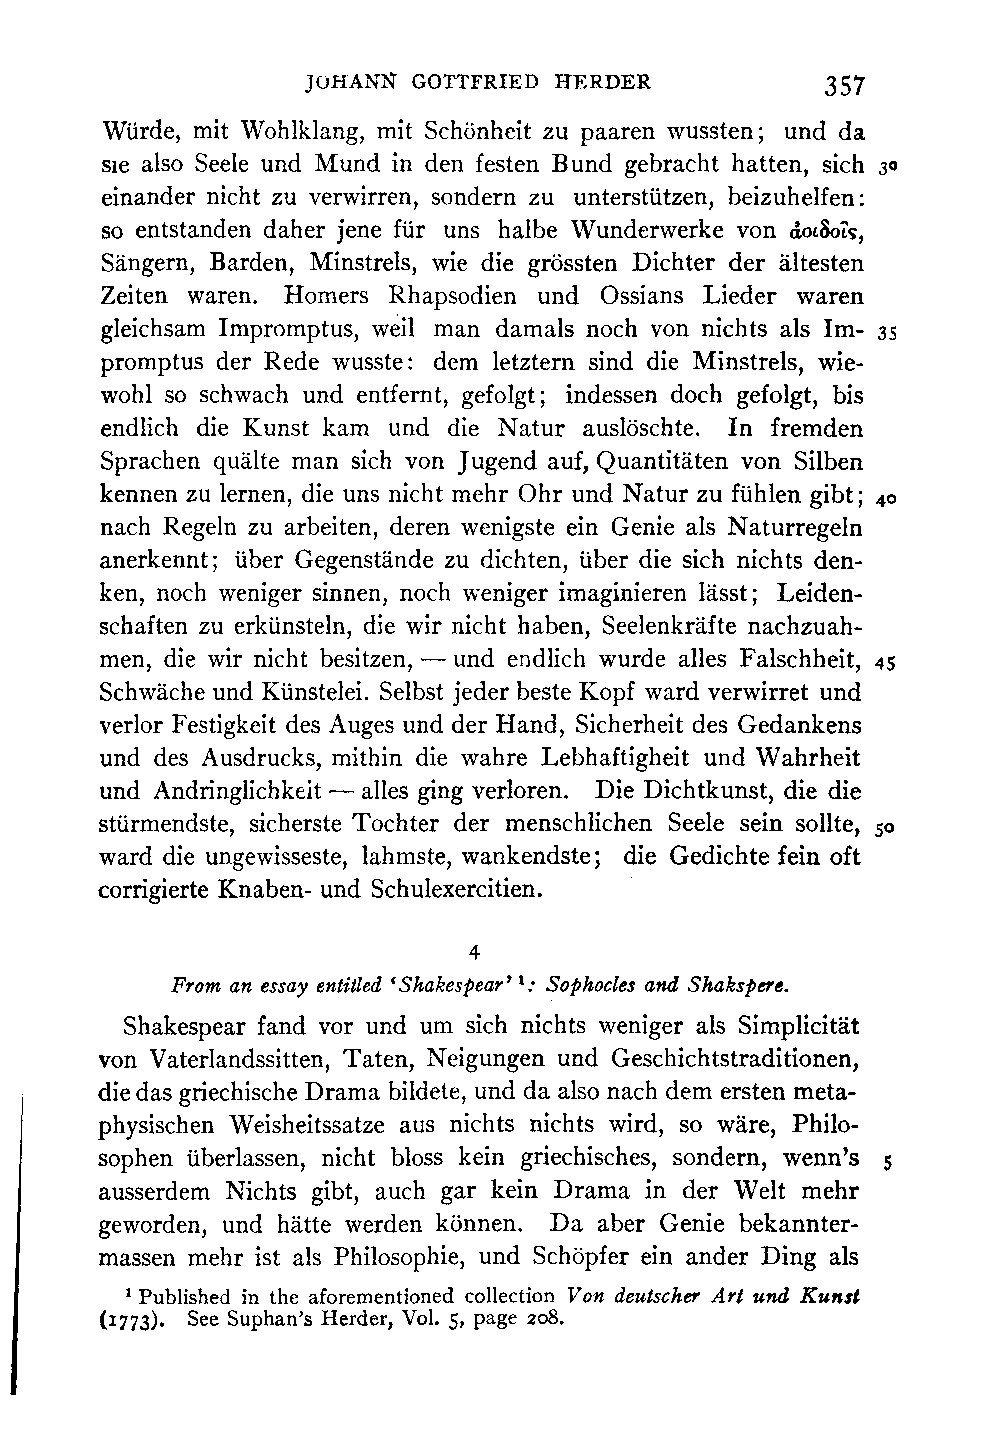 JOHANN GOTTFRIED HERDER 357
Würde, mit Wohlklang, mit Schönheit zu paaren wussten; und da
sie also Seele und Mund in den festen Bund gebracht hatten, sich 30
einander nicht zu verwirren, sondern zu unterstützen, beizuhelfen:
so entstanden daher jene für uns halbe Wunderwerke von ἀοιδοῖς,
Sängern, Barden, Minstrels, wie die grössten Dichter der ältesten
Zeiten waren. Homers Rhapsodien und Ossians Lieder waren
gleichsam Impromptus, weil man damals noch von nichts als Im- 35
promptus der Rede wusste: dem letztern sind die Minstrels, wie-
wohl so schwach und entfernt, gefolgt; indessen doch gefolgt, bis
endlich die Kunst kam und die Natur auslöschte. In fremden
Sprachen quälte man sich von Jugend auf, Quantitäten von Silben
kennen zu lernen, die uns nicht mehr Ohr und Natur zu fühlen gibt; 40
nach Regeln zu arbeiten, deren wenigste ein Genie als Naturregeln
anerkennt; über Gegenstände zu dichten, über die sich nichts den-
ken, noch weniger sinnen, noch weniger imaginieren lässt; Leiden-
schaften zu erkünsteln, die wir nicht haben, Seelenkräfte nachzuah-
men, die wir nicht besitzen, — und endlich wurde alles Falschheit, 45
Schwäche und Künstelei. Selbst jeder beste Kopf ward verwirret und
verlor Festigkeit des Auges und der Hand, Sicherheit des Gedankens
und des Ausdrucks, mithin die wahre Lebhaftigheit und Wahrheit
und Andringlichkeit — alles ging verloren. Die Dichtkunst, die die
stürmendste, sicherste Tochter der menschlichen Seele sein sollte, 50
ward die ungewisseste, lahmste, wankendste; die Gedichte fein oft
corrigierte Knaben- und Schulexercitien.
4
From an essay entitled ‘Shakespear’ ¹: Sophocles and Shakspere.
Shakespear fand vor und um sich nichts weniger als Simplicität
von Vaterlandssitten, Taten, Neigungen und Geschichtstraditionen,
die das griechische Drama bildete, und da also nach dem ersten meta-
physischen Weisheitssatze aus nichts nichts wird, so wäre, Philo-
sophen überlassen, nicht bloss kein griechisches, sondern, wenn’s 5
ausserdem Nichts gibt, auch gar kein Drama in der Welt mehr
geworden, und hätte werden können. Da aber Genie bekannter-
massen mehr ist als Philosophie, und Schöpfer ein ander Ding als
¹ Published in the aforementioned collection Von deutscher Art und Kunst
(1773). See Suphan’s Herder, Vol. 5, page 208.